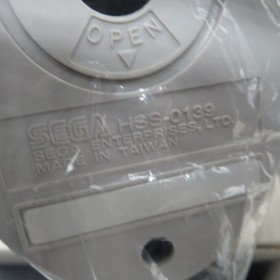 OPEN
SEGA HSS-0139
SEGA ENTERPRISES, LTD.
MADE IN TAIWAN